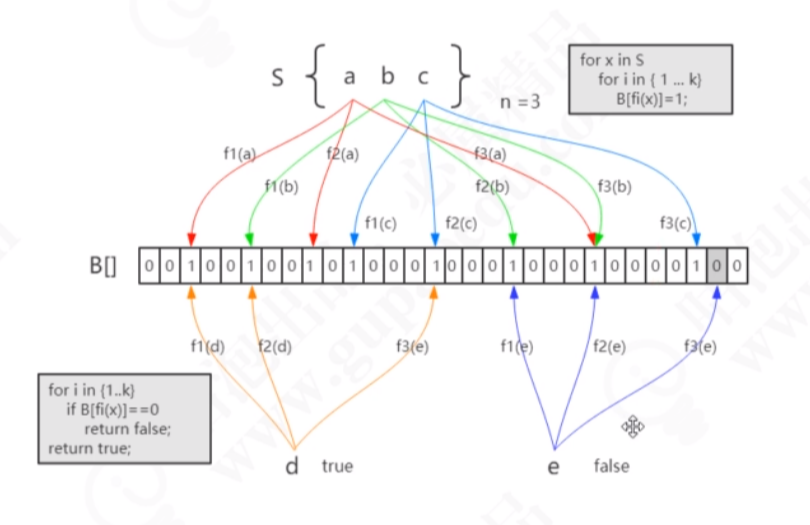 S { a b c }
n =3
for x in S
for i in { 1 ... k}
B[fi(x)]=1;
f1(a)
f2(a)
f3(a)
f1(b)
f2(b)
f3(b)
f1(c)
f2(c)
f3(c)
B[] 0 0 1 0 0 1 0 0 1 0 1 0 0 0 1 0 0 0 1 0 0 0 1 0 0 0 0 1 0 0
f1(d)
f2(d)
f3(e)
f1(e)
f2(e)
f3(e)
for i in {1..k}
if B[fi(x)]==0
return false;
return true;
d true
e false